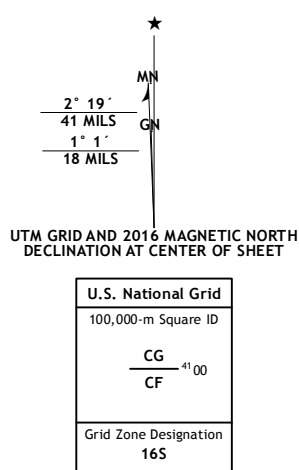 ★
MN
2° 19´
41 MILS
GN
1° 1´
18 MILS
UTM GRID AND 2016 MAGNETIC NORTH
DECLINATION AT CENTER OF SHEET
U.S. National Grid
100,000-m Square ID
CG
41 00
CF
Grid Zone Designation
16S